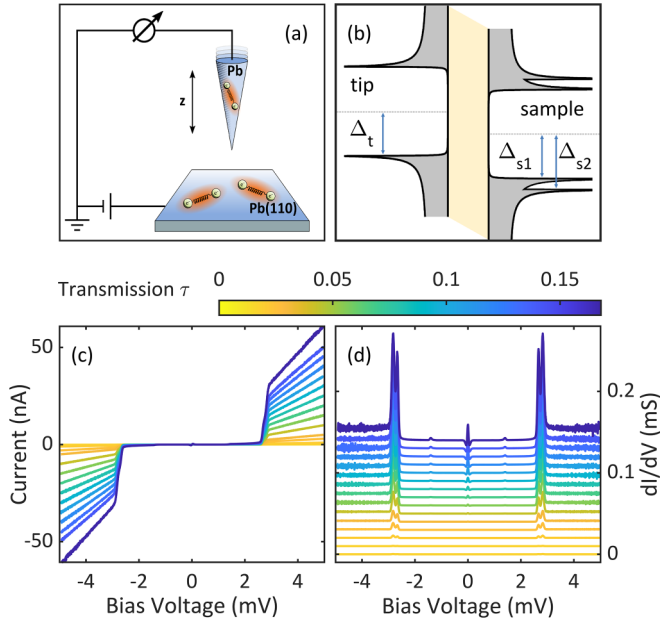 (a)
Pb
z
Pb(110)
(b)
tip
sample
Δt
Δs1
Δs2
Transmission τ
0 0.05 0.1 0.15
(c)
50
0
-50
Current (nA)
-4 -2 0 2 4
Bias Voltage (mV)
(d)
0.2
0.1
0
dI/dV (mS)
-4 -2 0 2 4
Bias Voltage (mV)